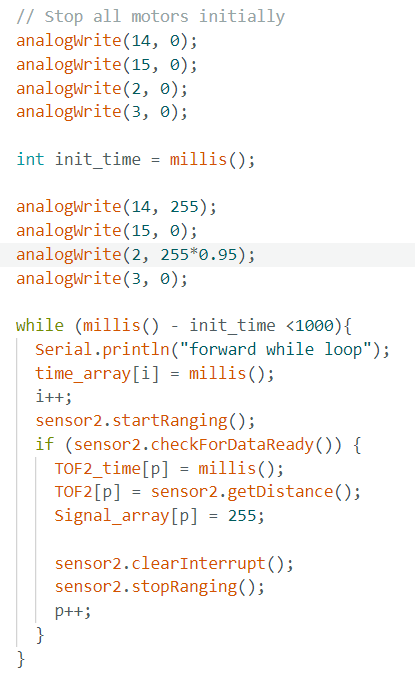 // Stop all motors initially
analogWrite(14, 0);
analogWrite(15, 0);
analogWrite(2, 0);
analogWrite(3, 0);

int init_time = millis();

analogWrite(14, 255);
analogWrite(15, 0);
analogWrite(2, 255*0.95);
analogWrite(3, 0);

while (millis() - init_time <1000){
  Serial.println("forward while loop");
  time_array[i] = millis();
  i++;
  sensor2.startRanging();
  if (sensor2.checkForDataReady()) {
    TOF2_time[p] = millis();
    TOF2[p] = sensor2.getDistance();
    Signal_array[p] = 255;

    sensor2.clearInterrupt();
    sensor2.stopRanging();
    p++;
  }
}